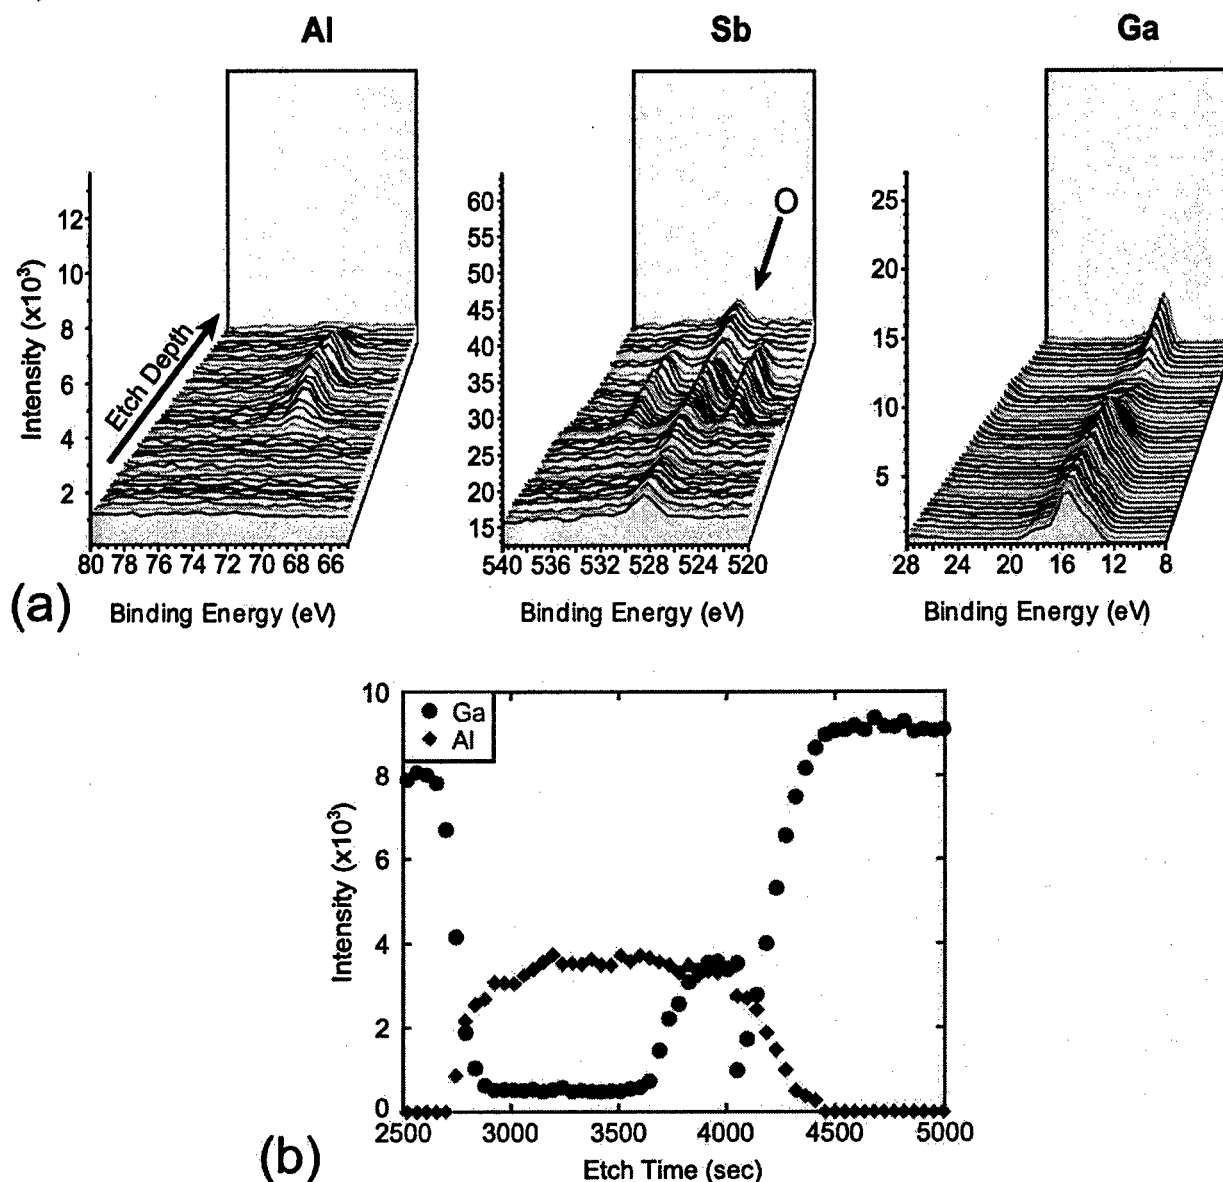 Al Sb Ga
Intensity (x10³)
12
10
8
6
4
2
Etch Depth
80 78 76 74 72 70 68 66
Binding Energy (eV)
O
60
55
50
45
40
35
30
25
20
15
540 536 532 528 524 520
Binding Energy (eV)
25
20
15
10
5
28 24 20 16 12 8
Binding Energy (eV)
(a)
Ga
Al
Intensity (x10³)
10
8
6
4
2
0
2500 3000 3500 4000 4500 5000
Etch Time (sec)
(b)